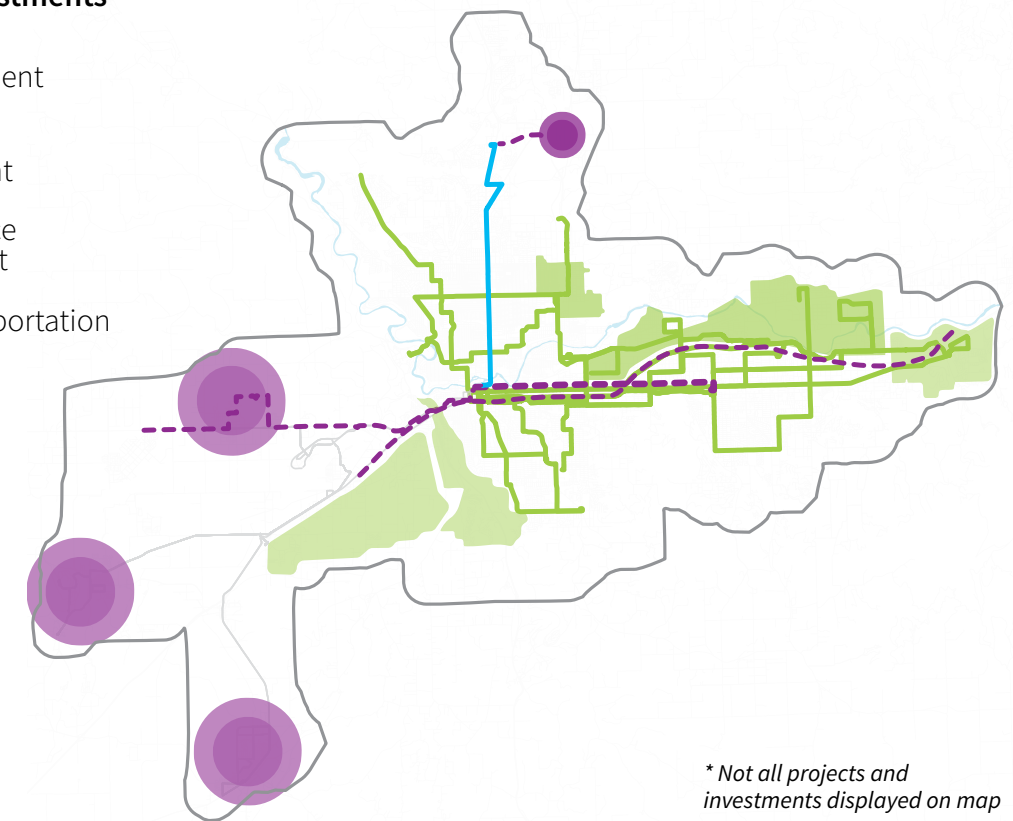 stments
ent
t
e
t
portation
* Not all projects and
investments displayed on map